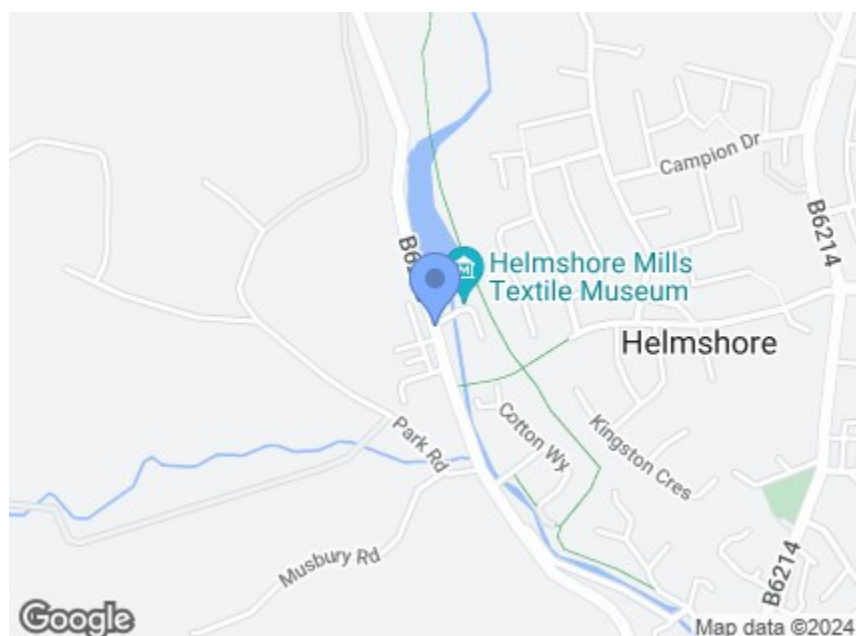 Campion Dr
B6214
Helmshore Mills
Textile Museum
Helmshore
Cotton Wy
Kingston Cres
Park Rd
Musbury Rd
B6214
Google
Map data ©2024